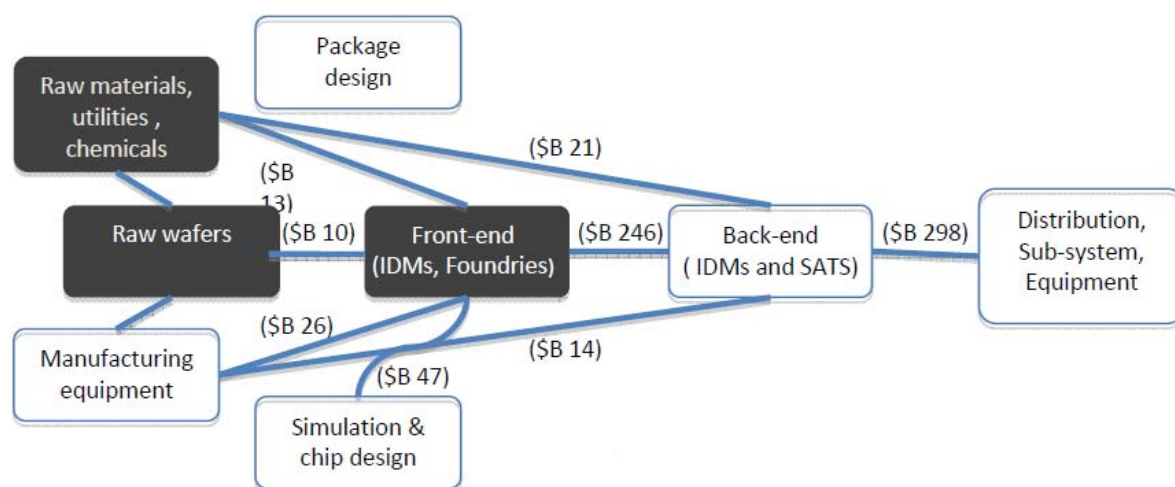 Package
design
Raw materials,
utilities ,
chemicals
($B 21)
($B
13)
Raw wafers
($B 10)
Front-end
(IDMs, Foundries)
($B 246)
Back-end
( IDMs and SATS)
($B 298)
Distribution,
Sub-system,
Equipment
($B 26)
($B 14)
Manufacturing
equipment
($B 47)
Simulation &
chip design